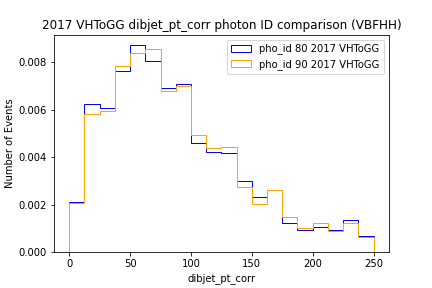 2017 VHToGG dibjet_pt_corr photon ID comparison (VBFHH)
pho_id 80 2017 VHToGG
pho_id 90 2017 VHToGG
Number of Events
0.008
0.006
0.004
0.002
0.000
0 50 100 150 200 250
dibjet_pt_corr